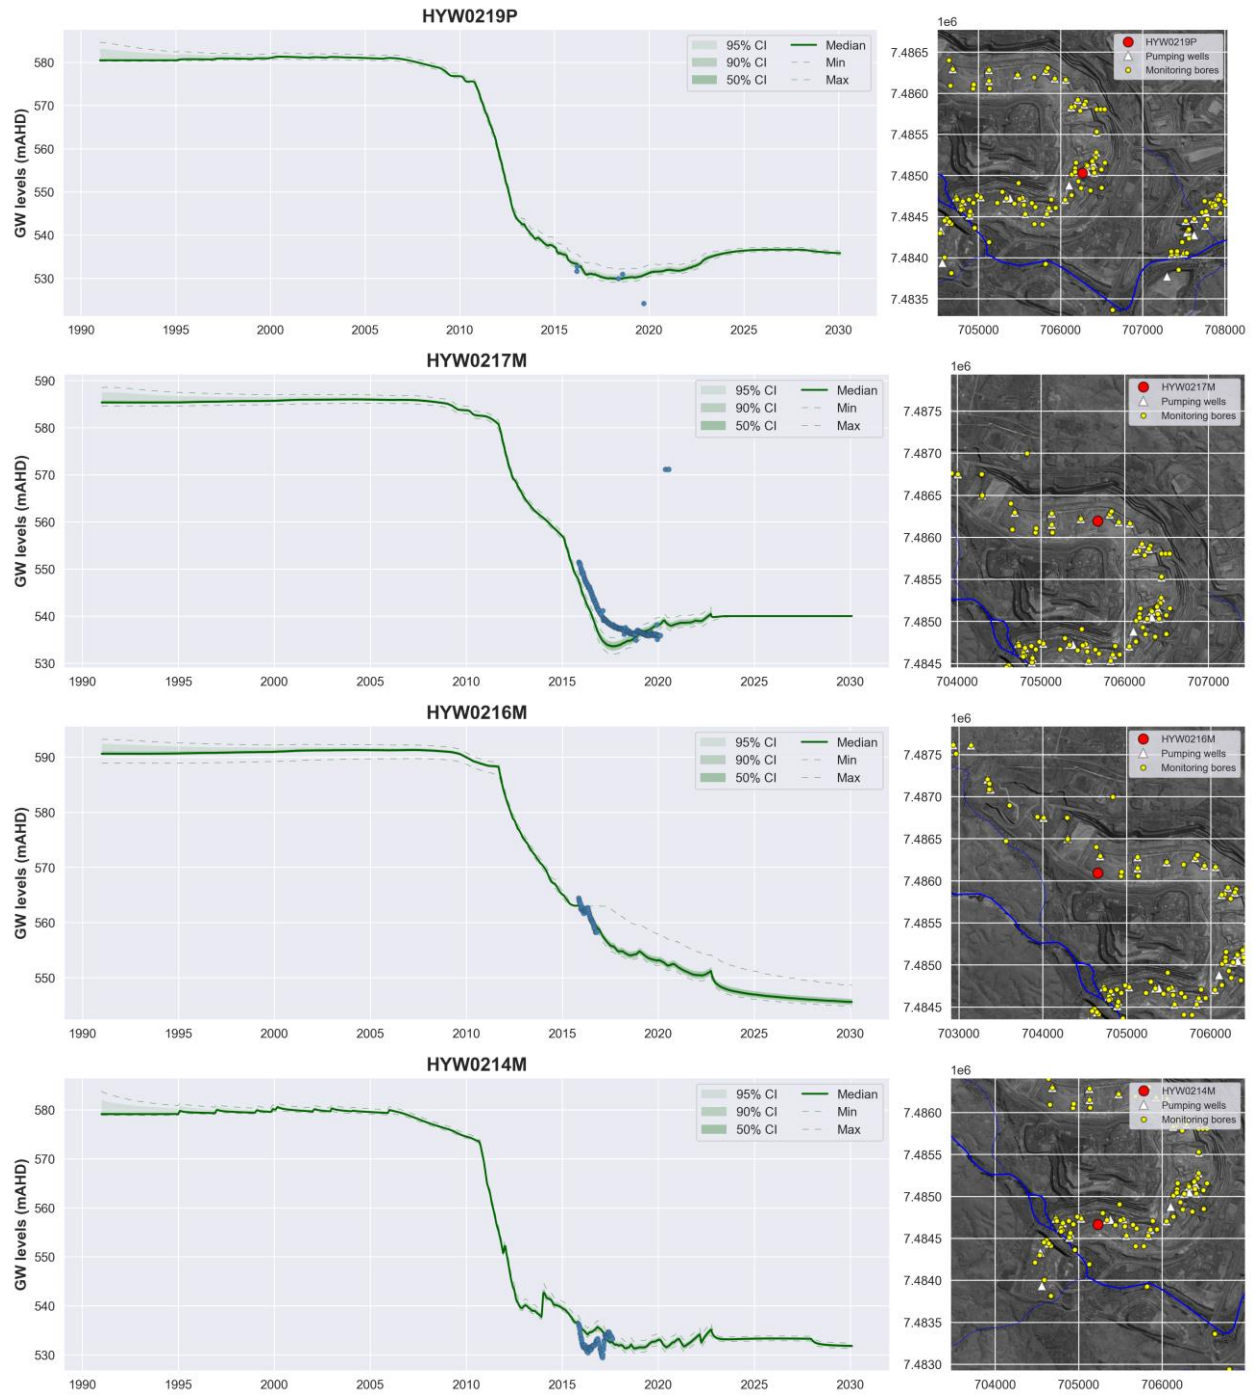 HYW0219P
GW levels (mAHD)
580
570
560
550
540
530
1990 1995 2000 2005 2010 2015 2020 2025 2030
95% CI Median
90% CI Min
50% CI Max
1e6
7.4865
7.4860
7.4855
7.4850
7.4845
7.4840
7.4835
705000 706000 707000 708000
HYW0219P
Pumping wells
Monitoring bores
HYW0217M
GW levels (mAHD)
590
580
570
560
550
540
530
1990 1995 2000 2005 2010 2015 2020 2025 2030
95% CI Median
90% CI Min
50% CI Max
1e6
7.4875
7.4870
7.4865
7.4860
7.4855
7.4850
7.4845
704000 705000 706000 707000
HYW0217M
Pumping wells
Monitoring bores
HYW0216M
GW levels (mAHD)
590
580
570
560
550
1990 1995 2000 2005 2010 2015 2020 2025 2030
95% CI Median
90% CI Min
50% CI Max
1e6
7.4875
7.4870
7.4865
7.4860
7.4855
7.4850
7.4845
703000 704000 705000 706000
HYW0216M
Pumping wells
Monitoring bores
HYW0214M
GW levels (mAHD)
580
570
560
550
540
530
1990 1995 2000 2005 2010 2015 2020 2025 2030
95% CI Median
90% CI Min
50% CI Max
1e6
7.4860
7.4855
7.4850
7.4845
7.4840
7.4835
7.4830
704000 705000 706000
HYW0214M
Pumping wells
Monitoring bores